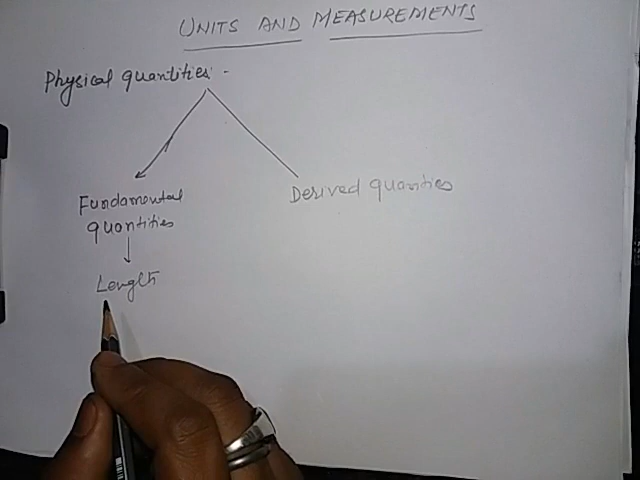 UNITS AND MEASUREMENTS
Physical quantities -
Fundamental
quantities
Derived quantities
Length